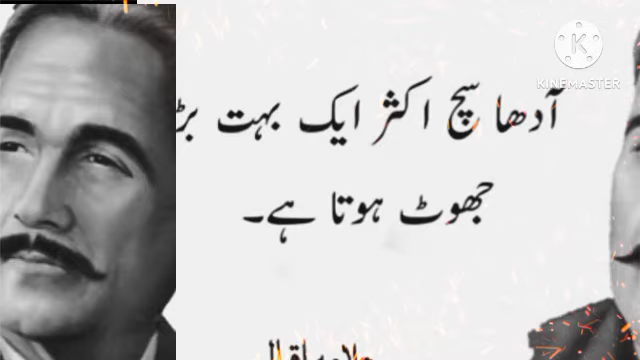 KINEMASTER
آدھا سچ اکثر ایک بہت
جھوٹ ہوتا ہے۔